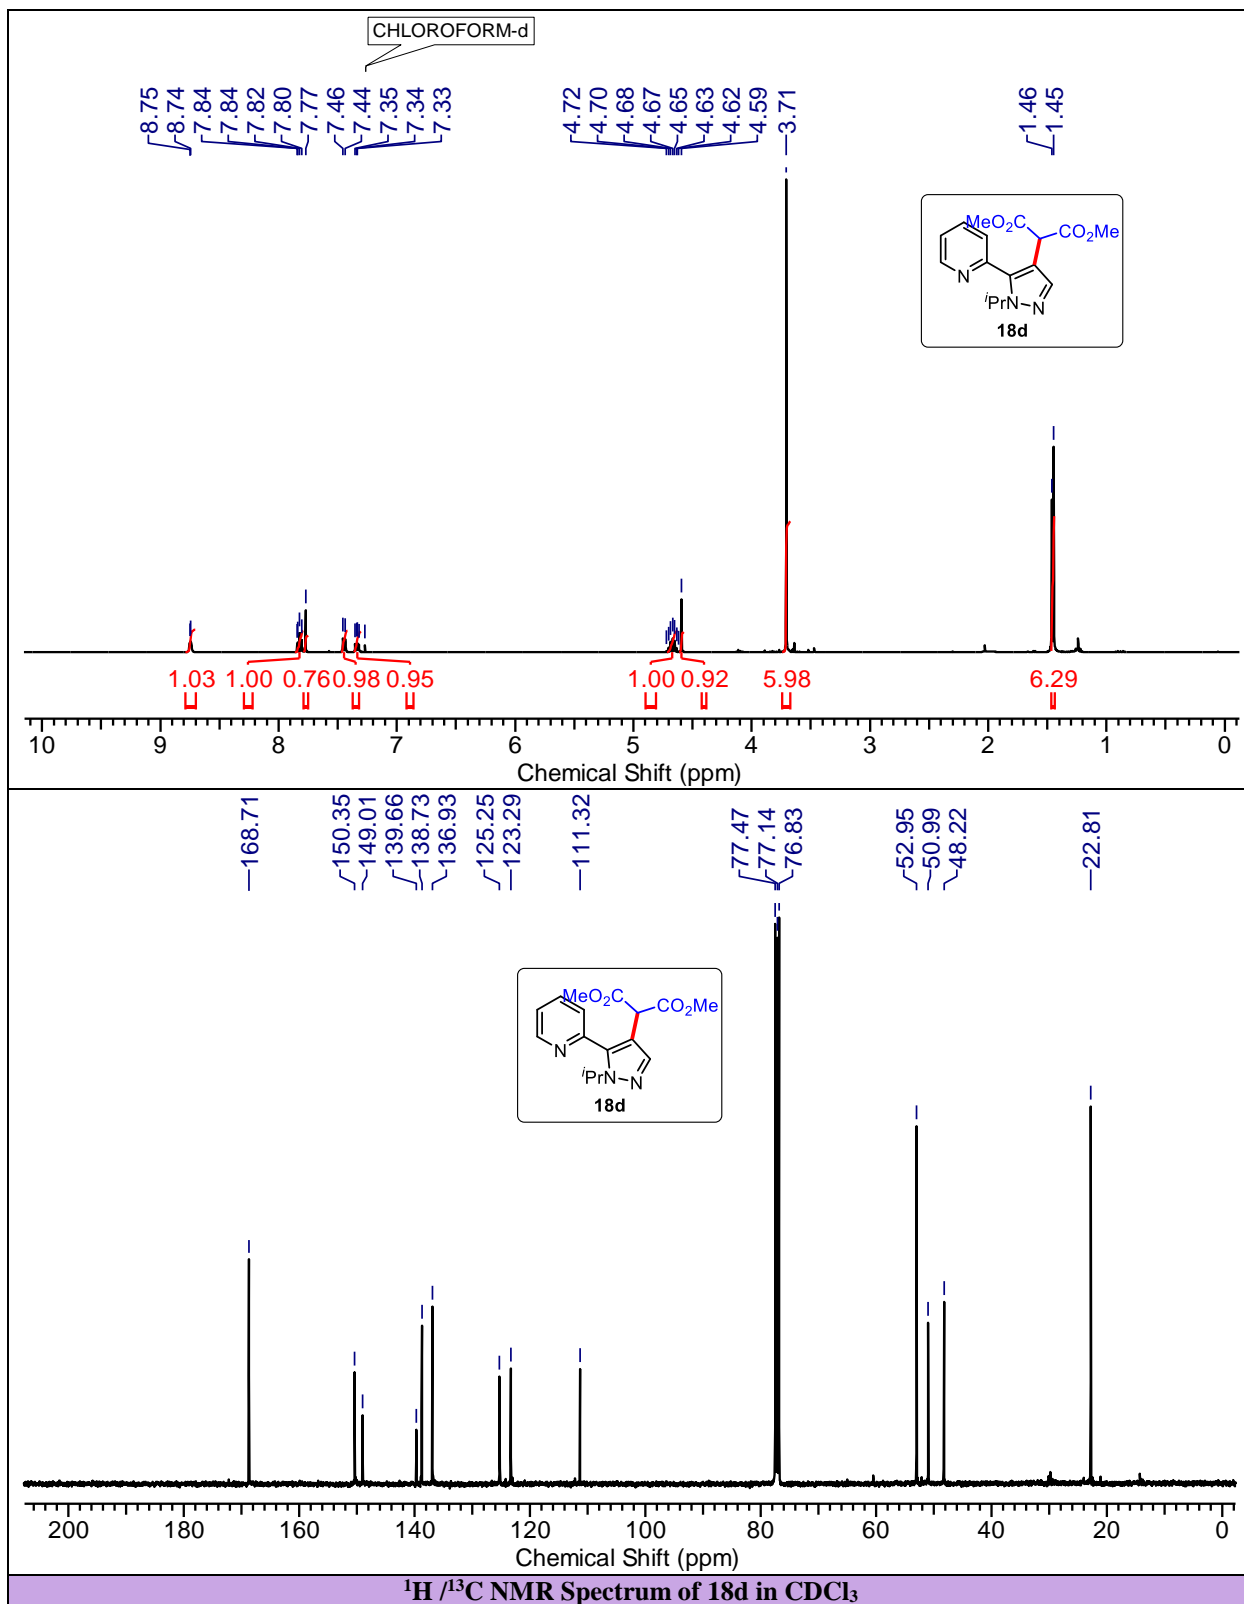 CHLOROFORM-d
8.75
8.74
7.84
7.84
7.82
7.80
7.77
7.46
7.44
7.35
7.34
7.33
4.72
4.70
4.68
4.67
4.65
4.63
4.62
4.59
3.71
1.46
1.45
MeO2C
CO2Me
N
iPr
N
N
18d
1.03 1.00 0.76 0.98 0.95 1.00 0.92 5.98 6.29
10 9 8 7 6 5 4 3 2 1 0
Chemical Shift (ppm)
168.71
150.35
149.01
139.66
138.73
136.93
125.25
123.29
111.32
77.47
77.14
76.83
52.95
50.99
48.22
22.81
MeO2C
CO2Me
N
iPr
N
N
18d
200 180 160 140 120 100 80 60 40 20 0
Chemical Shift (ppm)
¹H /¹³C NMR Spectrum of 18d in CDCl₃